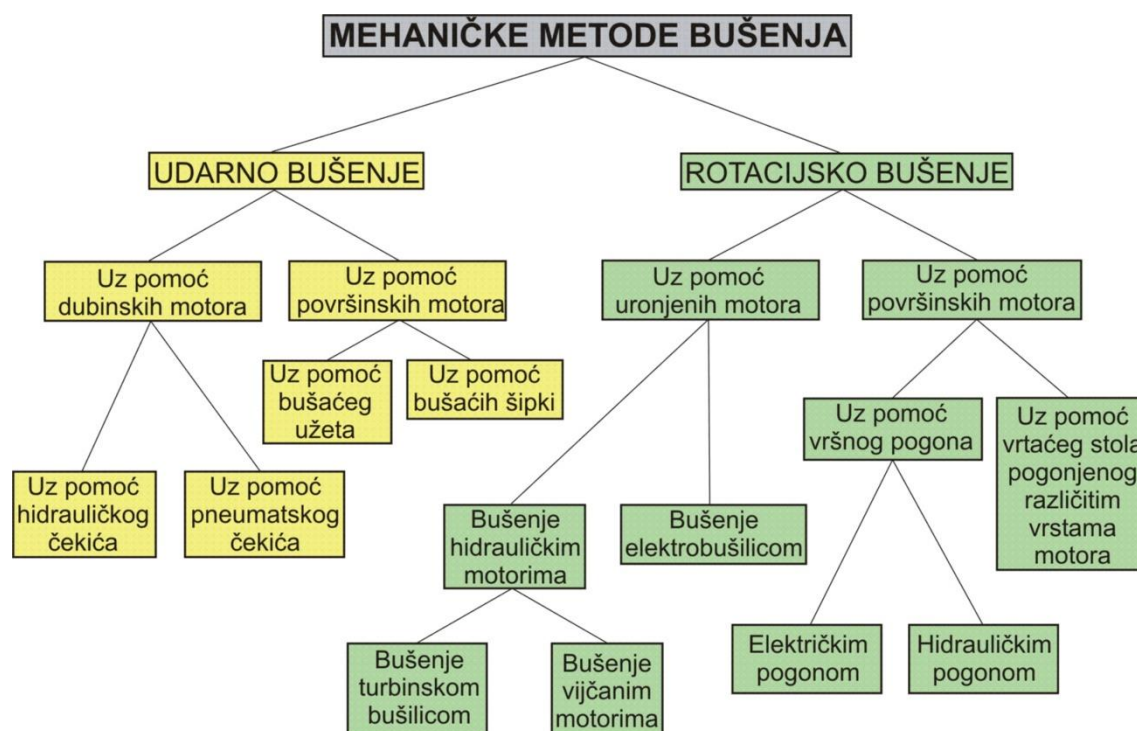 MEHANIČKE METODE BUŠENJA
UDARNO BUŠENJE
ROTACIJSKO BUŠENJE
Uz pomoć
dubinskih motora
Uz pomoć
površinskih motora
Uz pomoć
uronjenih motora
Uz pomoć
površinskih motora
Uz pomoć
bušaćeg
užeta
Uz pomoć
bušaćih šipki
Uz pomoć
vršnog pogona
Uz pomoć
vrtaćeg stola
pogonjenog
različitim
vrstama
motora
Uz pomoć
hidrauličkog
čekića
Uz pomoć
pneumatskog
čekića
Bušenje
hidrauličkim
motorima
Bušenje
elektrobušilicom
Bušenje
turbinskom
bušilicom
Bušenje
vijčanim
motorima
Električkim
pogonom
Hidrauličkim
pogonom